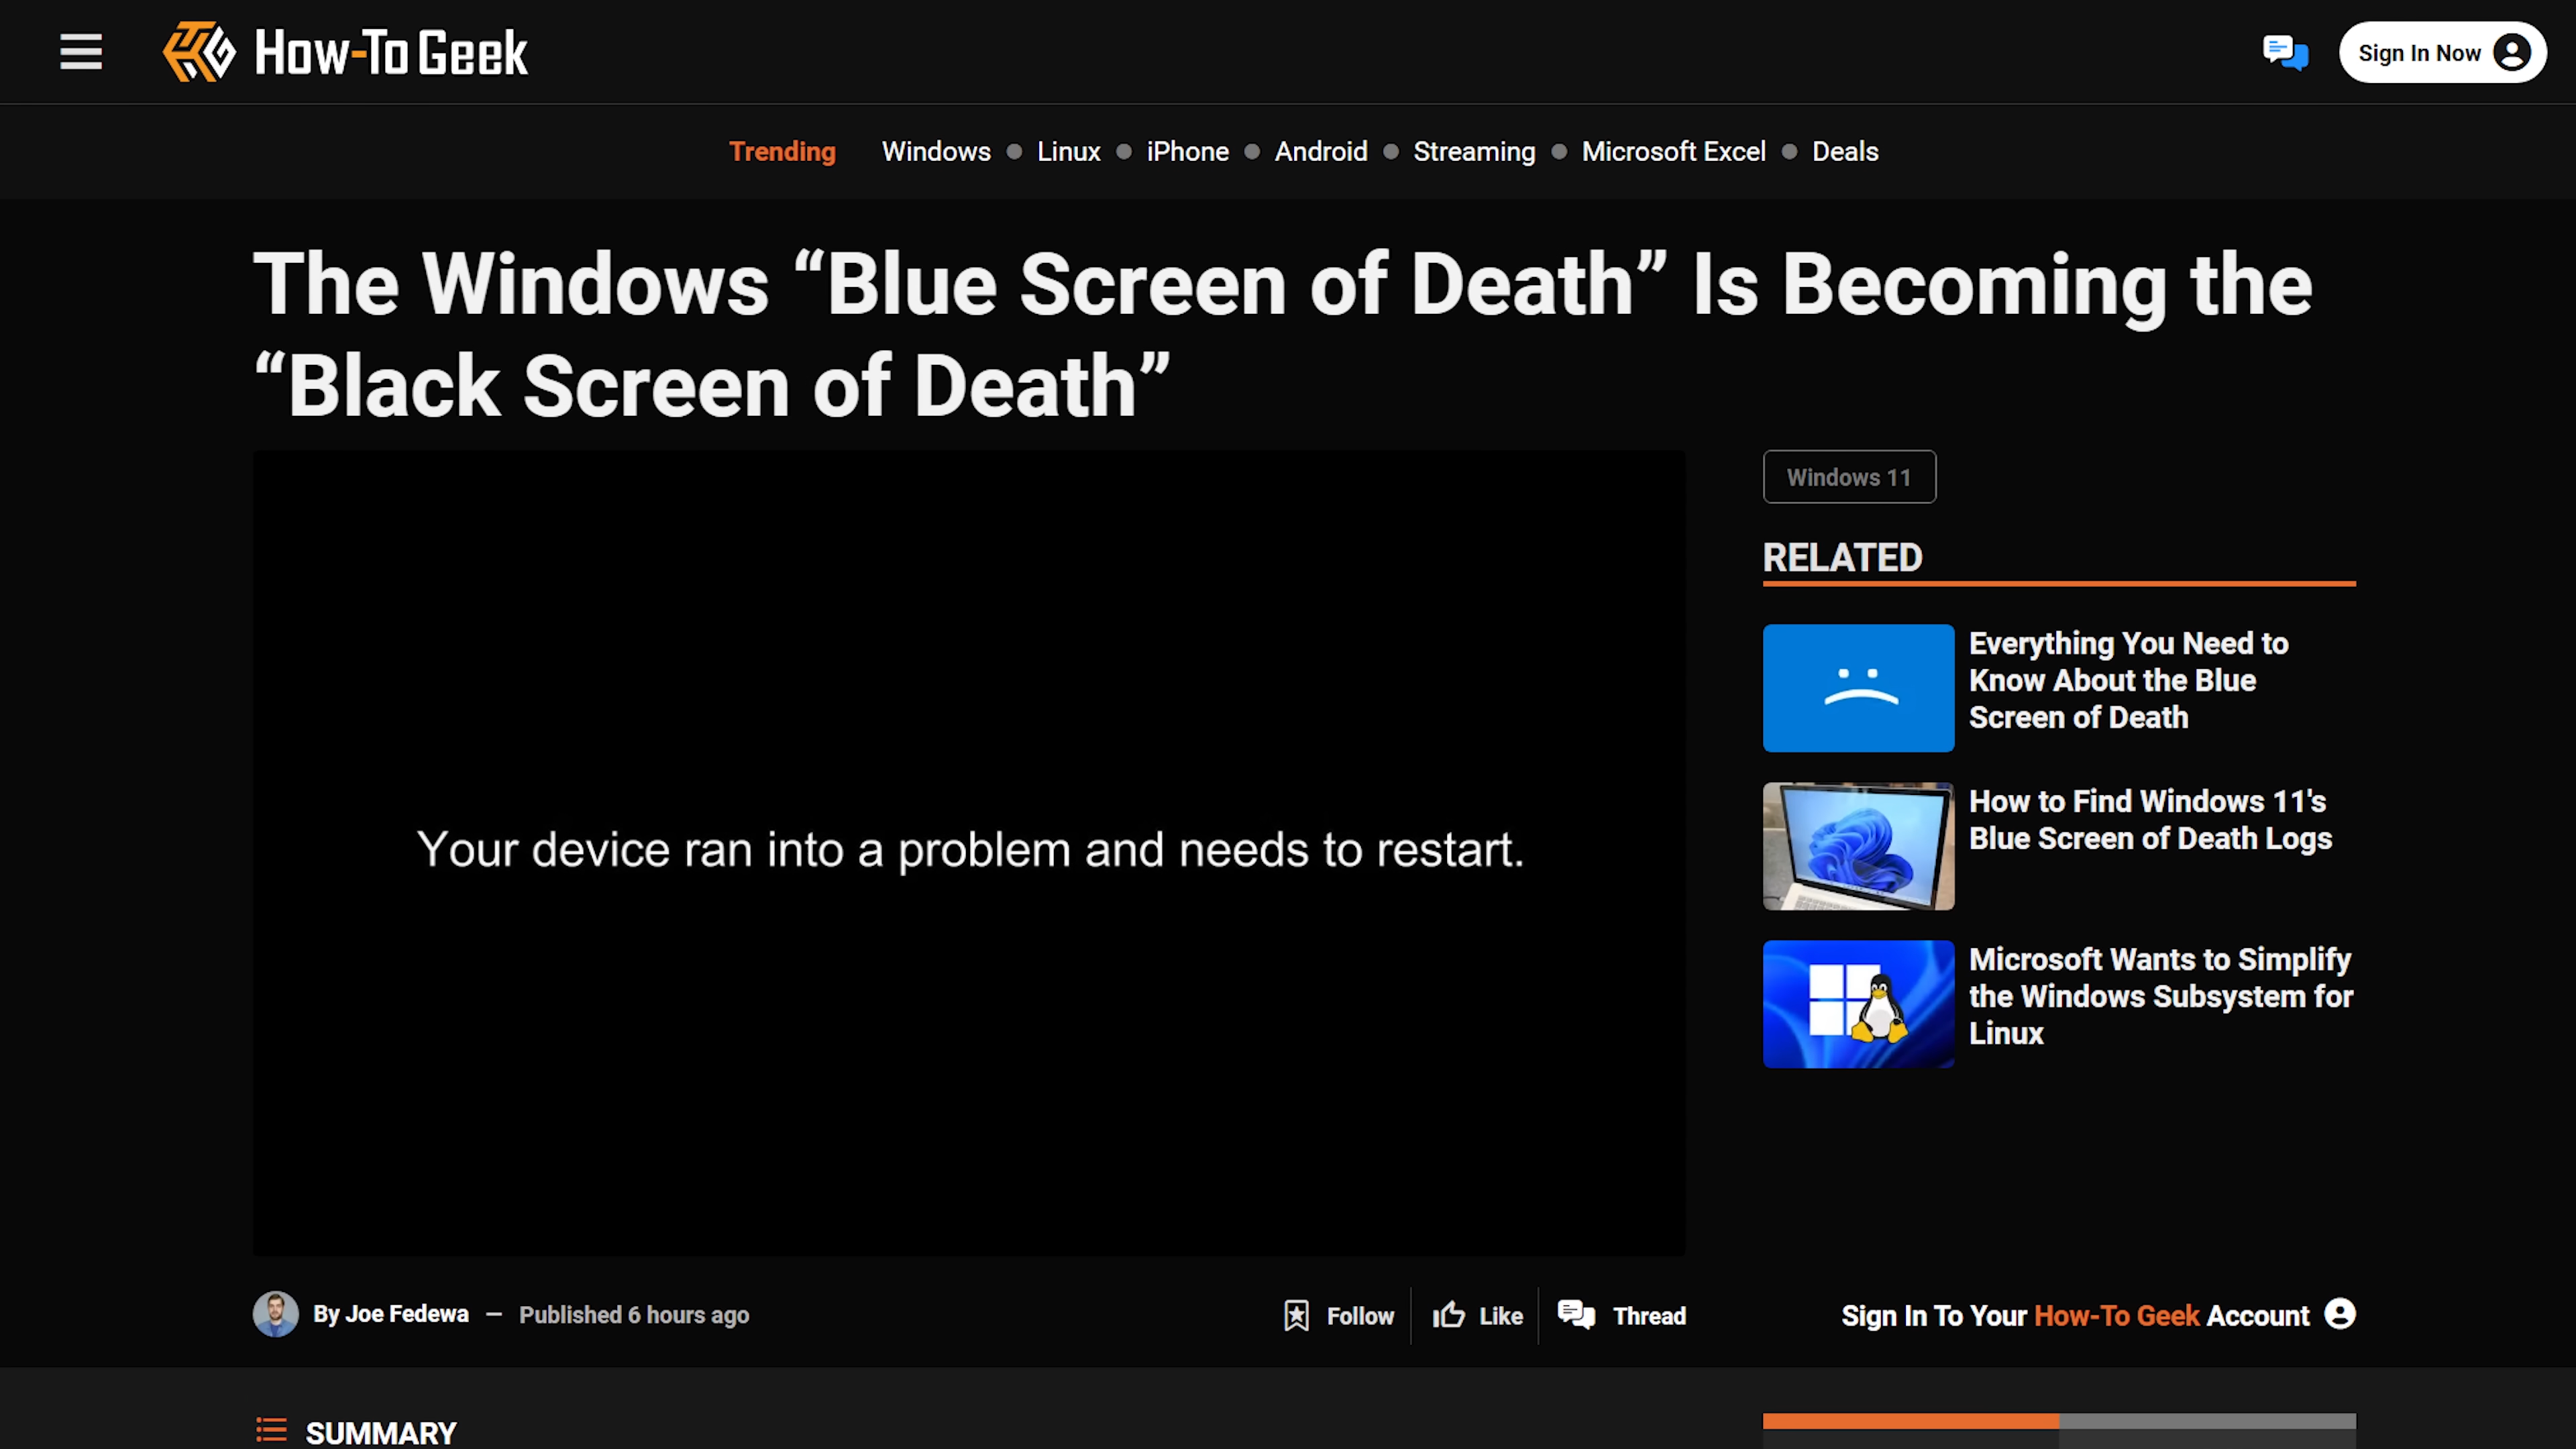 How-To Geek
Sign In Now
Trending Windows Linux iPhone Android Streaming Microsoft Excel Deals
The Windows “Blue Screen of Death” Is Becoming the
“Black Screen of Death”
Your device ran into a problem and needs to restart.
Windows 11
RELATED
Everything You Need to
Know About the Blue
Screen of Death
How to Find Windows 11's
Blue Screen of Death Logs
Microsoft Wants to Simplify
the Windows Subsystem for
Linux
By Joe Fedewa — Published 6 hours ago
Follow
Like
Thread
Sign In To Your How-To Geek Account
SUMMARY